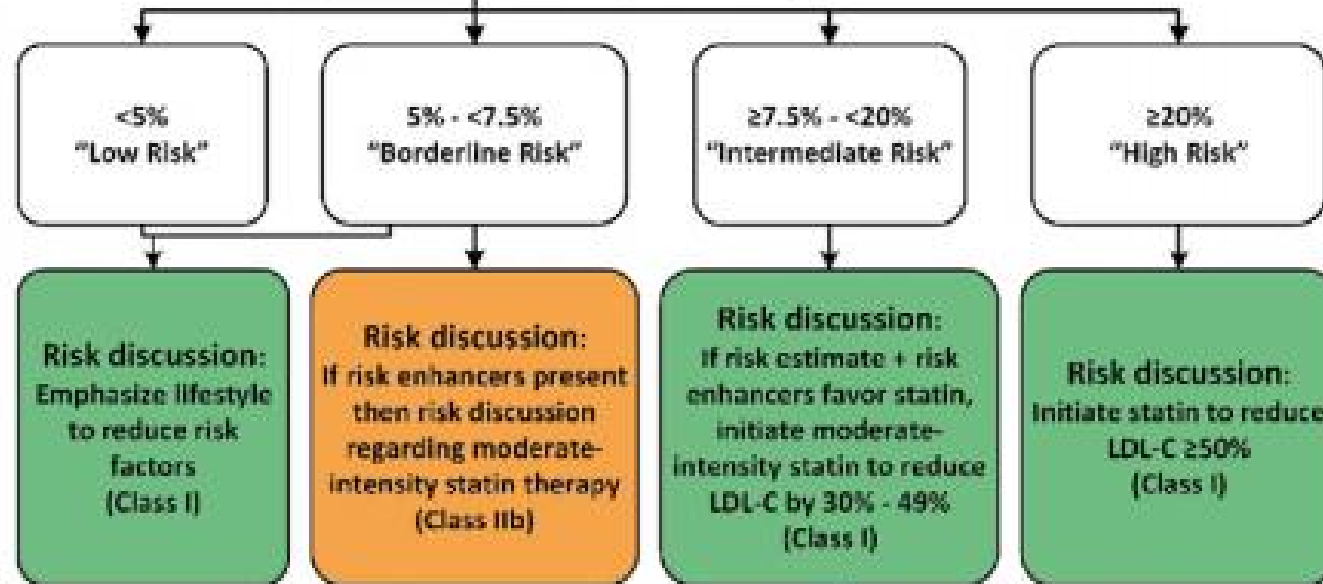 <5%
"Low Risk"
5% - <7.5%
"Borderline Risk"
≥7.5% - <20%
"Intermediate Risk"
≥20%
"High Risk"
Risk discussion:
Emphasize lifestyle
to reduce risk
factors
(Class I)
Risk discussion:
If risk enhancers present
then risk discussion
regarding moderate-
intensity statin therapy
(Class IIb)
Risk discussion:
If risk estimate + risk
enhancers favor statin,
initiate moderate-
intensity statin to reduce
LDL-C by 30% - 49%
(Class I)
Risk discussion:
Initiate statin to reduce
LDL-C ≥50%
(Class I)